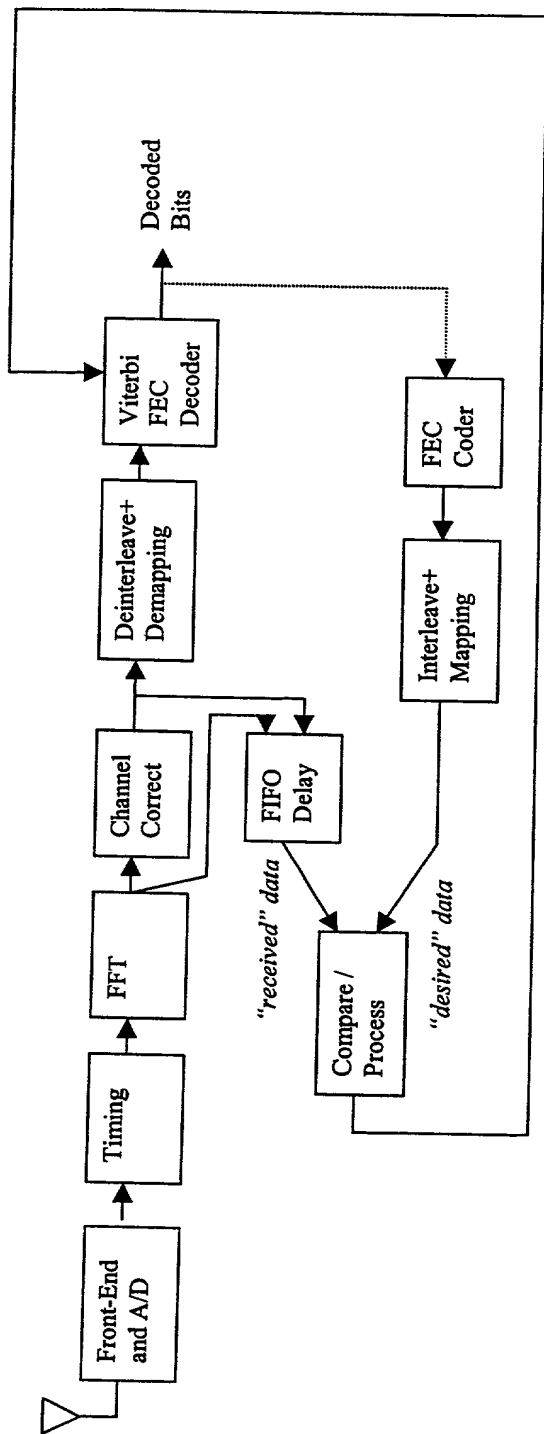 Front-End
and A/D
Timing
FFT
Channel
Correct
Deinterleave+
Demapping
Viterbi
FEC
Decoder
Decoded
Bits
FIFO
Delay
"received" data
Compare /
Process
"desired" data
Interleave+
Mapping
FEC
Coder